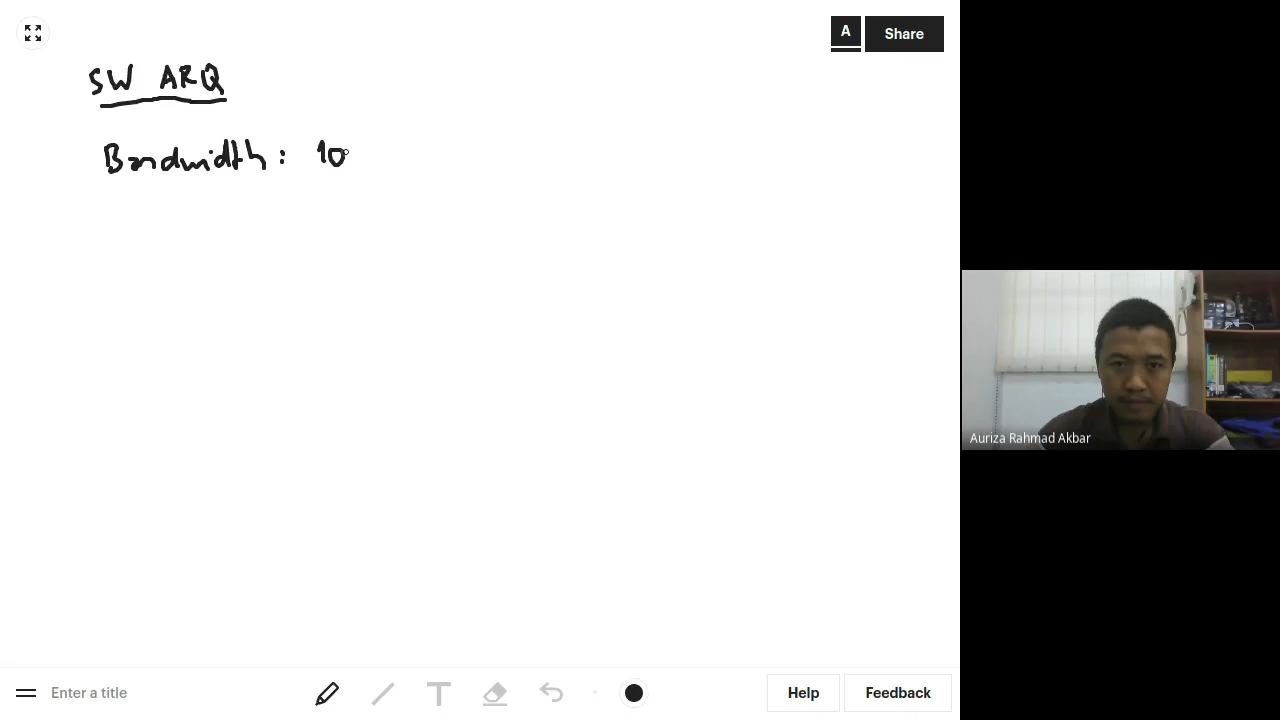 A
Share
SW ARQ
Bandwidth: 10
Auriza Rahmad Akbar
Enter a title
T
Help
Feedback